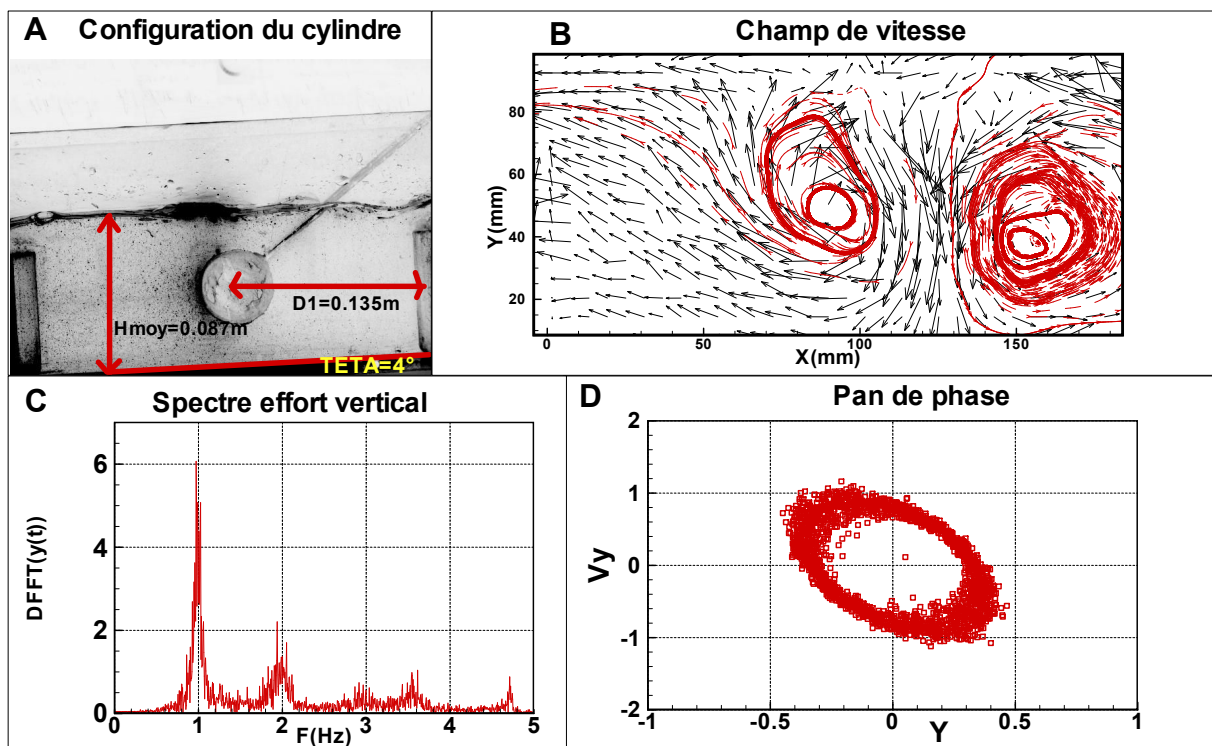 A Configuration du cylindre
D1=0.135m
Hmoy=0.087m
TETA=4°
B Champ de vitesse
Y(mm)
80
60
40
20
0 50 100 150
X(mm)
C Spectre effort vertical
DFFT(y(t))
6
4
2
0
0 1 2 3 4 5
F(Hz)
D Pan de phase
Vy
2
1
0
-1
-2
-1 -0.5 0 0.5 1
Y